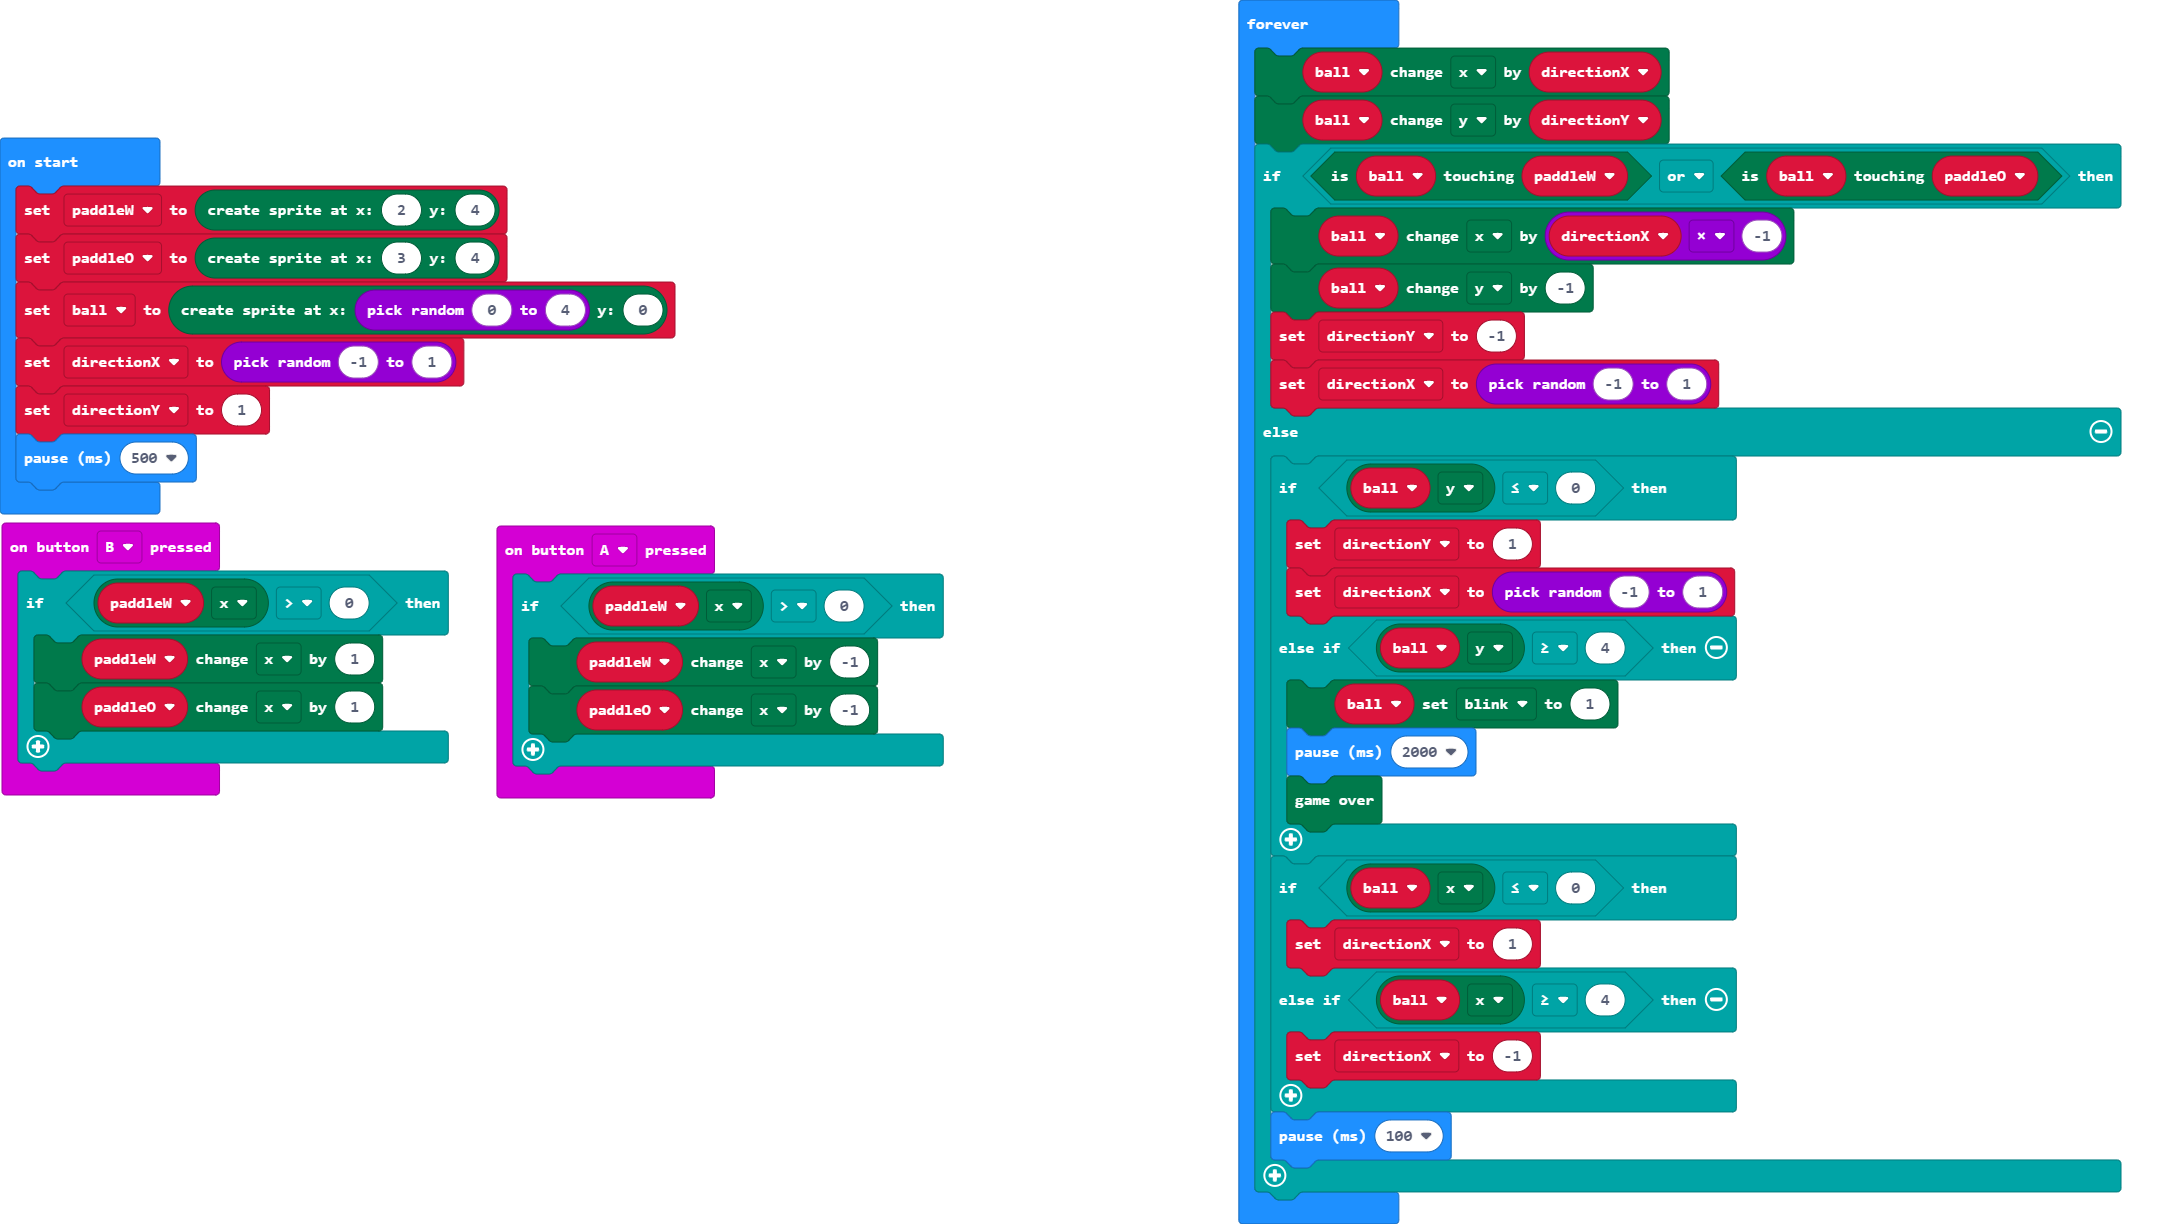 on start
set paddleW to create sprite at x: 2 y: 4
set paddleO to create sprite at x: 3 y: 4
set ball to create sprite at x: pick random 0 to 4 y: 0
set directionX to pick random -1 to 1
set directionY to 1
pause (ms) 500
on button B pressed
if paddleW x > 0 then
paddleW change x by 1
paddleO change x by 1
on button A pressed
if paddleW x > 0 then
paddleW change x by -1
paddleO change x by -1
forever
ball change x by directionX
ball change y by directionY
if is ball touching paddleW or is ball touching paddleO then
ball change x by directionX × -1
ball change y by -1
set directionY to -1
set directionX to pick random -1 to 1
else
if ball y ≤ 0 then
set directionY to 1
set directionX to pick random -1 to 1
else if ball y ≥ 4 then
ball set blink to 1
pause (ms) 2000
game over
if ball x ≤ 0 then
set directionX to 1
else if ball x ≥ 4 then
set directionX to -1
pause (ms) 100